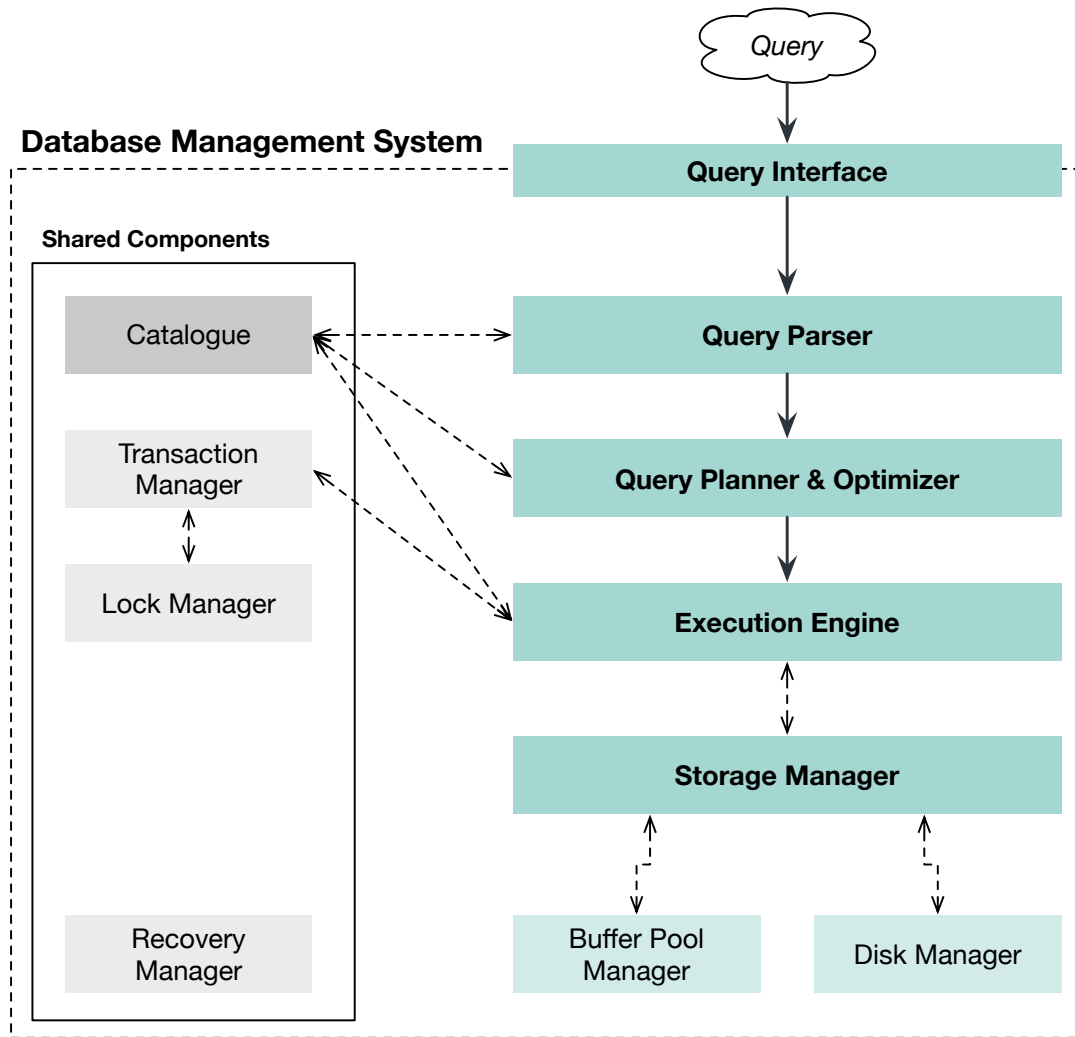 Query
Database Management System
Query Interface
Shared Components
Catalogue
Query Parser
Transaction
Manager
Query Planner & Optimizer
Lock Manager
Execution Engine
Storage Manager
Recovery
Manager
Buffer Pool
Manager
Disk Manager